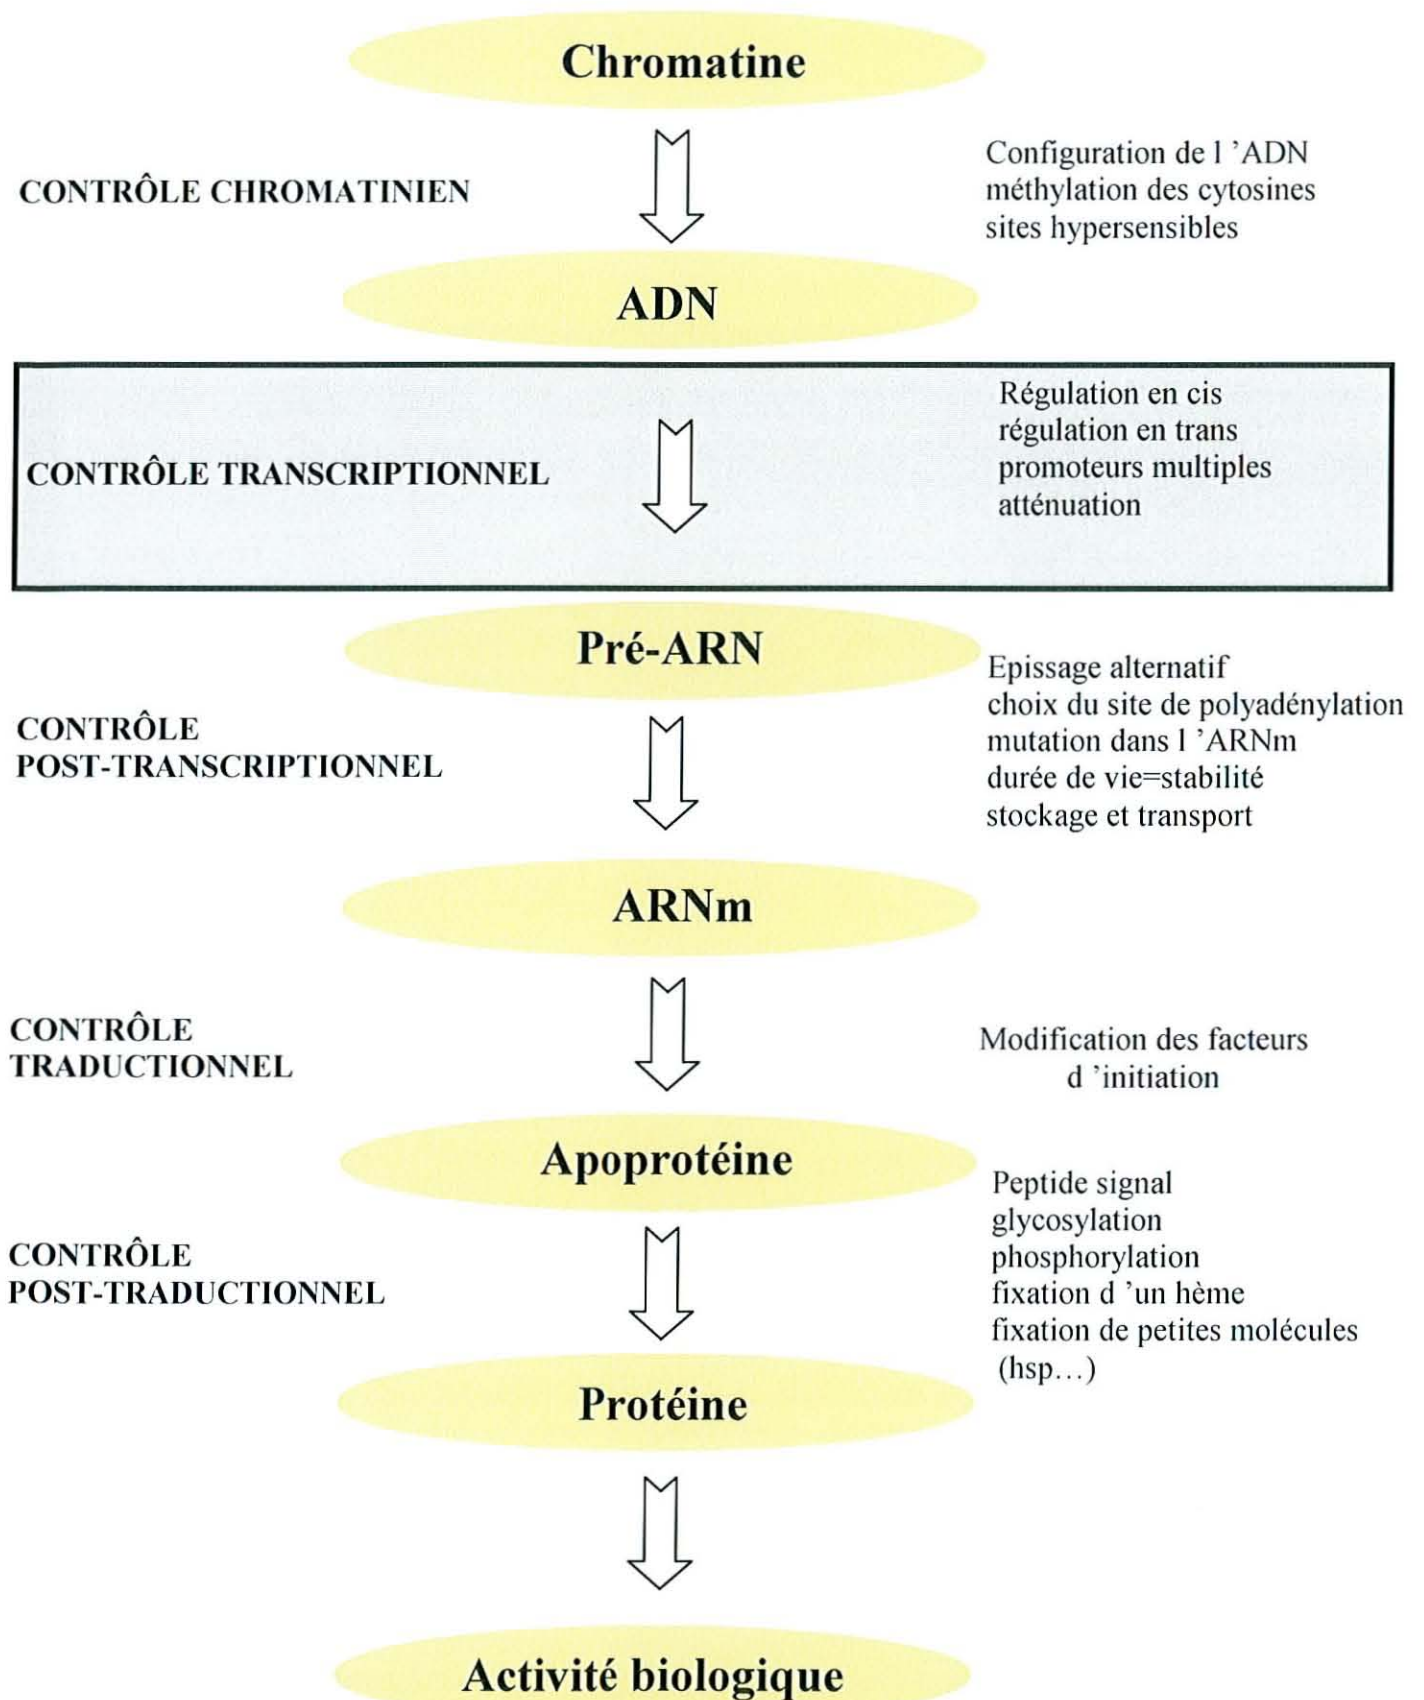 Chromatine
CONTRÔLE CHROMATINIEN
Configuration de l ’ADN
méthylation des cytosines
sites hypersensibles
ADN
CONTRÔLE TRANSCRIPTIONNEL
Régulation en cis
régulation en trans
promoteurs multiples
atténuation
Pré-ARN
CONTRÔLE
POST-TRANSCRIPTIONNEL
Epissage alternatif
choix du site de polyadénylation
mutation dans l ’ARNm
durée de vie=stabilité
stockage et transport
ARNm
CONTRÔLE
TRADUCTIONNEL
Modification des facteurs
d ’initiation
Apoprotéine
CONTRÔLE
POST-TRADUCTIONNEL
Peptide signal
glycosylation
phosphorylation
fixation d ’un hème
fixation de petites molécules
(hsp…)
Protéine
Activité biologique